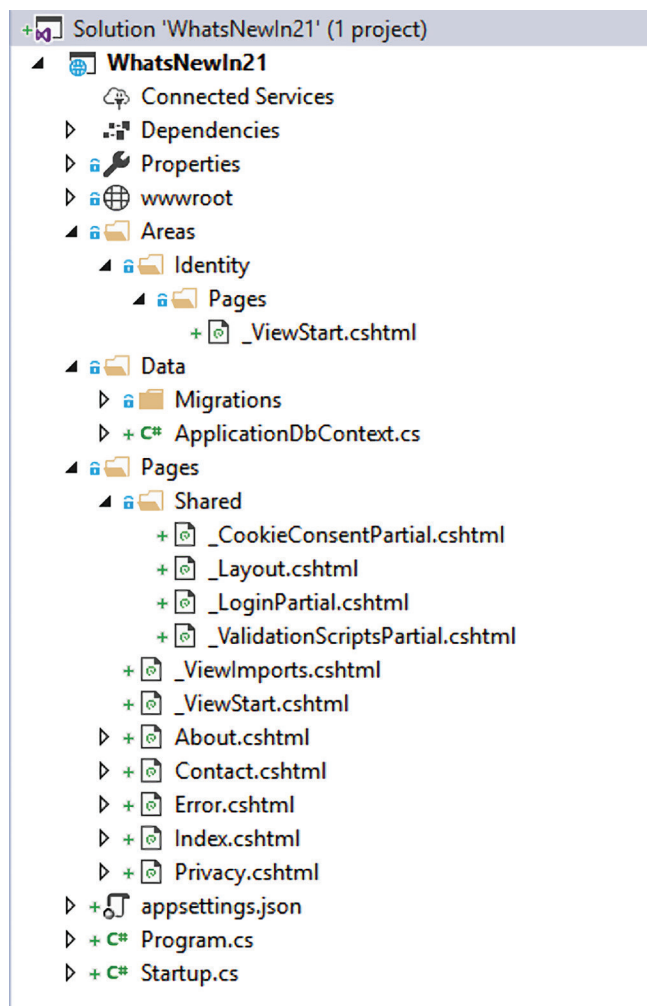 Solution 'WhatsNewIn21' (1 project)
WhatsNewIn21
Connected Services
Dependencies
Properties
wwwroot
Areas
Identity
Pages
_ViewStart.cshtml
Data
Migrations
C# ApplicationDbContext.cs
Pages
Shared
_CookieConsentPartial.cshtml
_Layout.cshtml
_LoginPartial.cshtml
_ValidationScriptsPartial.cshtml
_ViewImports.cshtml
_ViewStart.cshtml
About.cshtml
Contact.cshtml
Error.cshtml
Index.cshtml
Privacy.cshtml
appsettings.json
C# Program.cs
C# Startup.cs